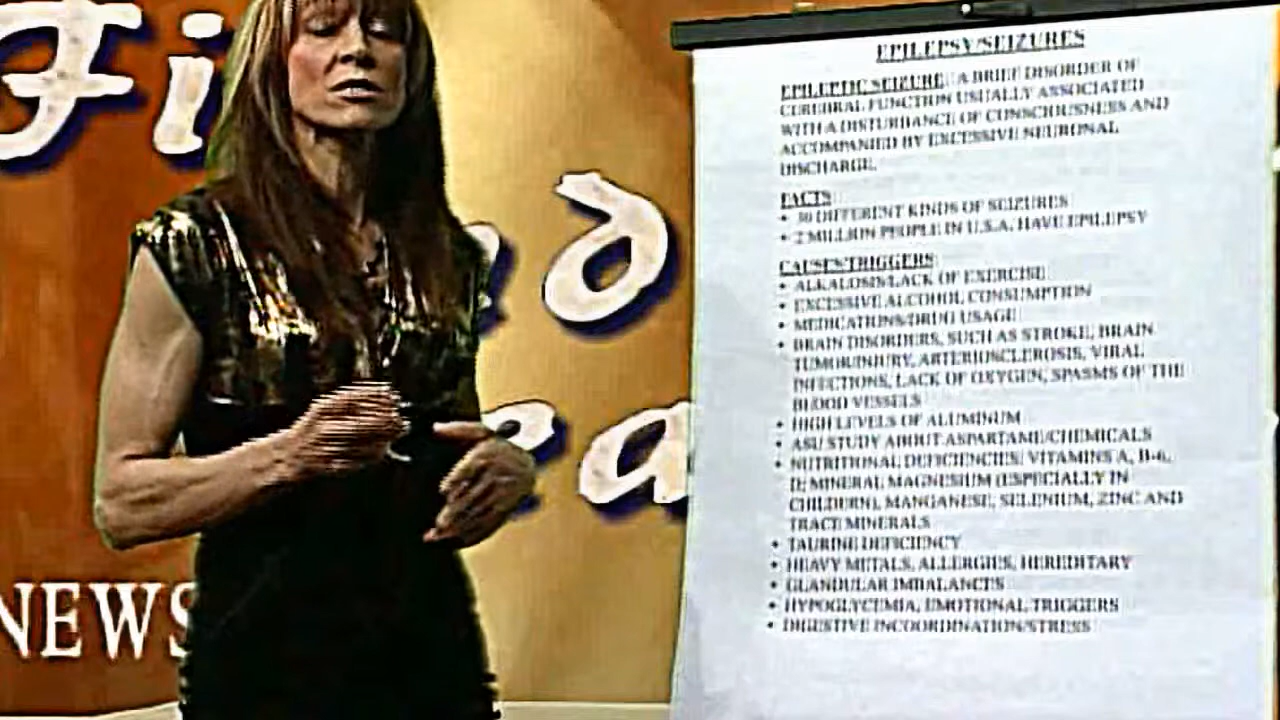 Fi
nd
ea
NEWS
EPILEPSY/SEIZURES
EPILEPTIC SEIZURE: A BRIEF DISORDER OF
CEREBRAL FUNCTION USUALLY ASSOCIATED
WITH A DISTURBANCE OF CONSCIOUSNESS AND
ACCOMPANIED BY EXCESSIVE NEURONAL
DISCHARGE.
FACTS:
• 30 DIFFERENT KINDS OF SEIZURES
• 2 MILLION PEOPLE IN U.S.A. HAVE EPILEPSY
CAUSES/TRIGGERS
• ALKALOSIS/LACK OF EXERCISE
• EXCESSIVE ALCOHOL CONSUMPTION
• MEDICATIONS/DRUG USAGE
• BRAIN DISORDERS, SUCH AS STROKE, BRAIN
TUMOR/INJURY, ARTERIOSCLEROSIS, VIRAL
INFECTIONS, LACK OF OXYGEN, SPASMS OF THE
BLOOD VESSELS
• HIGH LEVELS OF ALUMINUM
• ASU STUDY ABOUT ASPARTAME/CHEMICALS
• NUTRITIONAL DEFICIENCIES: VITAMINS A, B-6,
D; MINERAL MAGNESIUM (ESPECIALLY IN
CHILDERN), MANGANESE, SELENIUM, ZINC AND
TRACE MINERALS
• TAURINE DEFICIENCY
• HEAVY METALS, ALLERGIES, HEREDITARY
• GLANDULAR IMBALANCES
• HYPOGLYCEMIA, EMOTIONAL TRIGGERS
• DIGESTIVE INCOORDINATION/STRESS